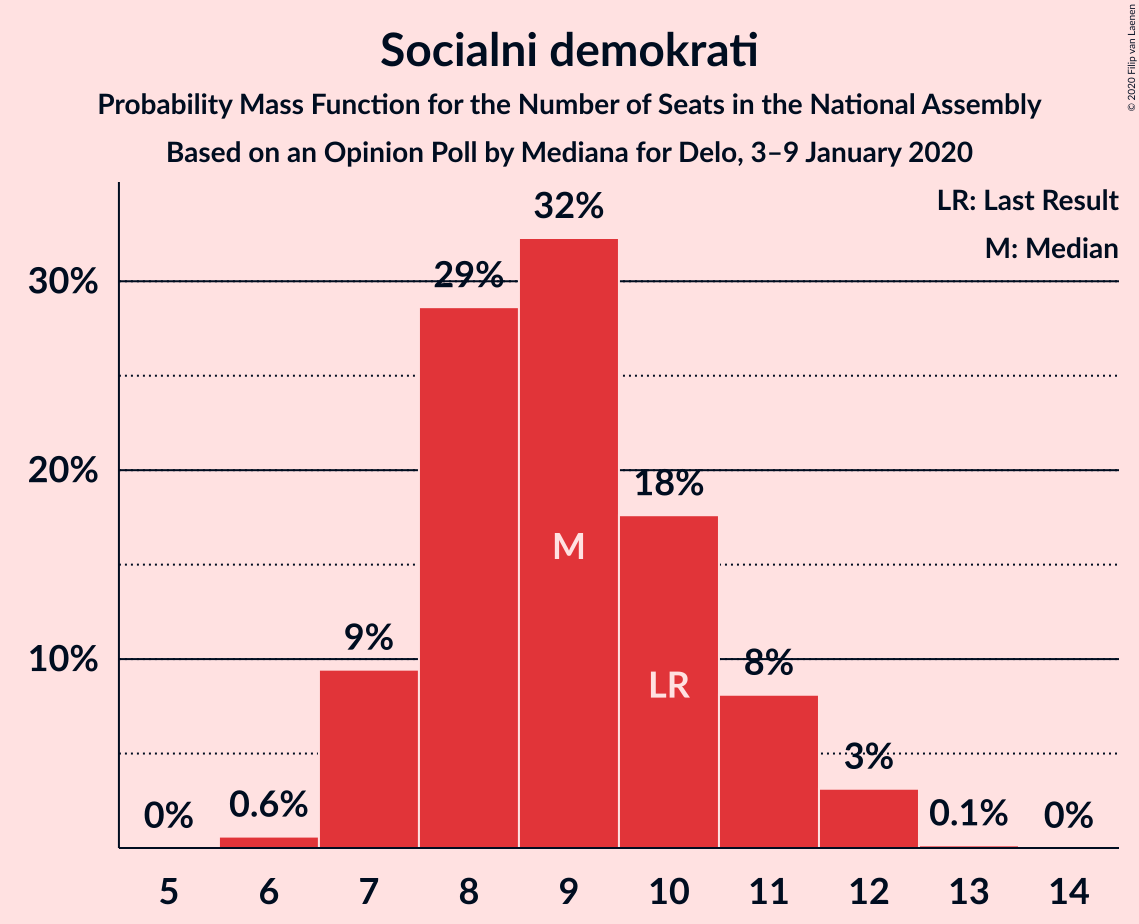 Socialni demokrati
Probability Mass Function for the Number of Seats in the National Assembly
Based on an Opinion Poll by Mediana for Delo, 3–9 January 2020
© 2020 Filip van Laenen
LR: Last Result
M: Median
32%
29%
30%
20%
18%
M
9%
10%
8%
LR
3%
0%
0.6%
0.1%
0%
5 6 7 8 9 10 11 12 13 14